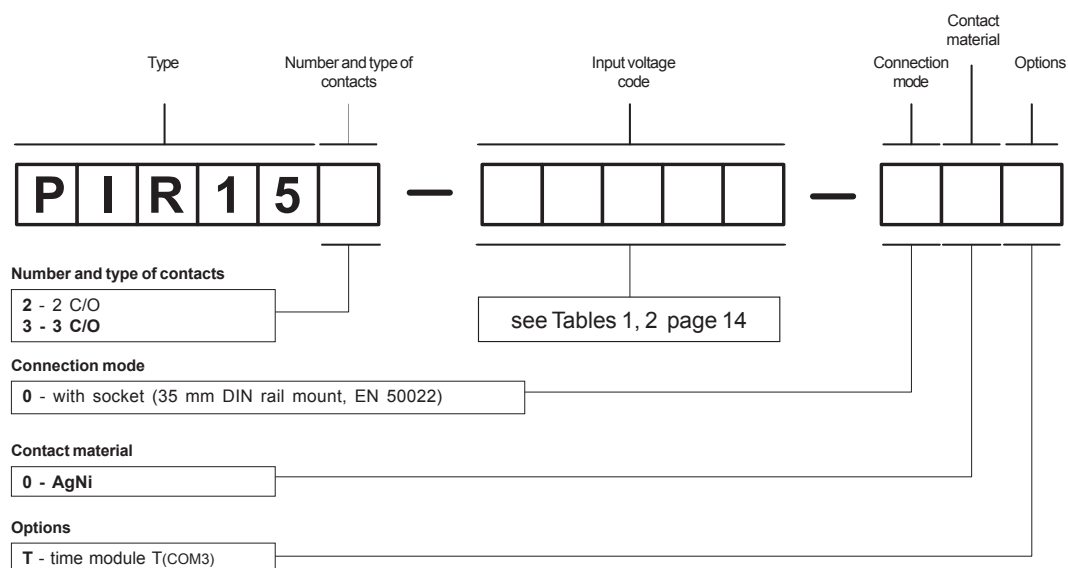 Contact
material
Type
Number and type of
contacts
Input voltage
code
Connection
mode
Options
PIR15 — —
Number and type of contacts
2 - 2 C/O
3 - 3 C/O
see Tables 1, 2 page 14
Connection mode
0 - with socket (35 mm DIN rail mount, EN 50022)
Contact material
0 - AgNi
Options
T - time module T(COM3)